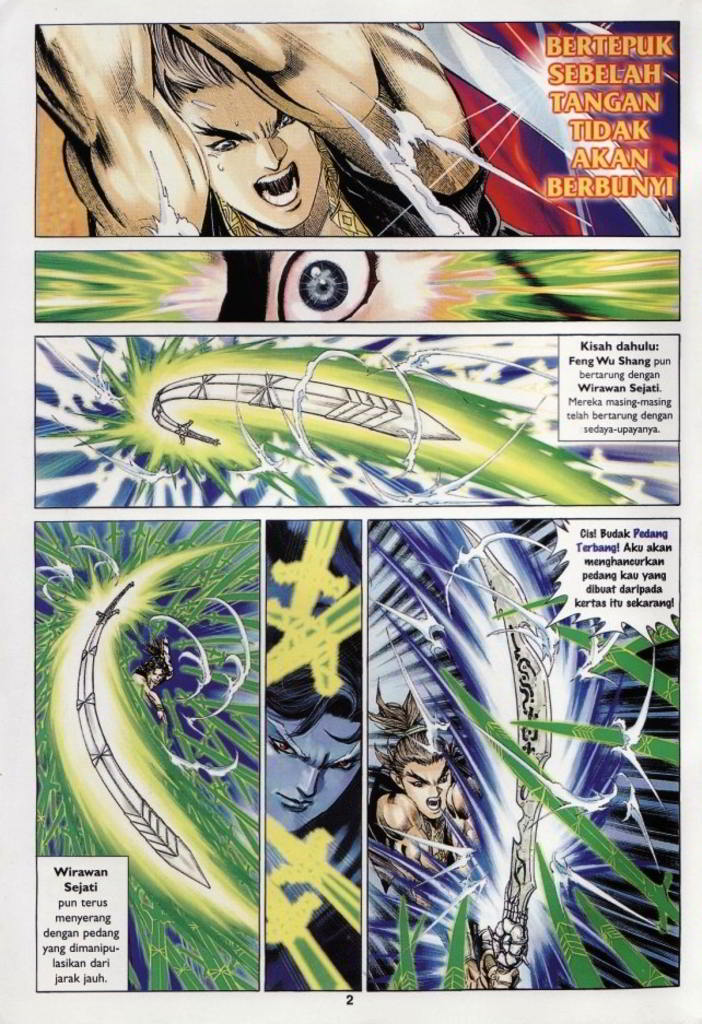 BERTEPUK
SEBELAH
TANGAN
TIDAK
AKAN
BERBUNYI
Kisah dahulu:
Feng Wu Shang pun
bertarung dengan
Wirawan Sejati.
Mereka masing-masing
telah bertarung dengan
sedaya-upayanya.
Wirawan
Sejati
pun terus
menyerang
dengan pedang
yang dimanipu-
lasikan dari
jarak jauh.
Cis! Budak Pedang
Terbang! Aku akan
menghancurkan
pedang kau yang
dibuat daripada
kertas itu sekarang!
2